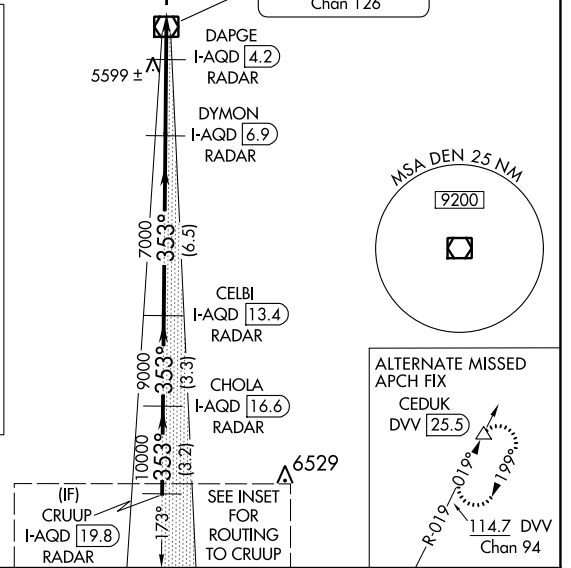 Chan 126
DAPGE
I-AQD 4.2
RADAR
5599 ±
DYMON
I-AQD 6.9
RADAR
7000
353°
(6.5)
CELBI
I-AQD 13.4
RADAR
9000
353°
(3.3)
CHOLA
I-AQD 16.6
RADAR
10000
353°
(3.2)
6529
(IF)
CRUUP
I-AQD 19.8
RADAR
173°
SEE INSET
FOR
ROUTING
TO CRUUP
MSA DEN 25 NM
9200
ALTERNATE MISSED
APCH FIX
CEDUK
DVV 25.5
R-019
019°
199°
114.7 DVV
Chan 94